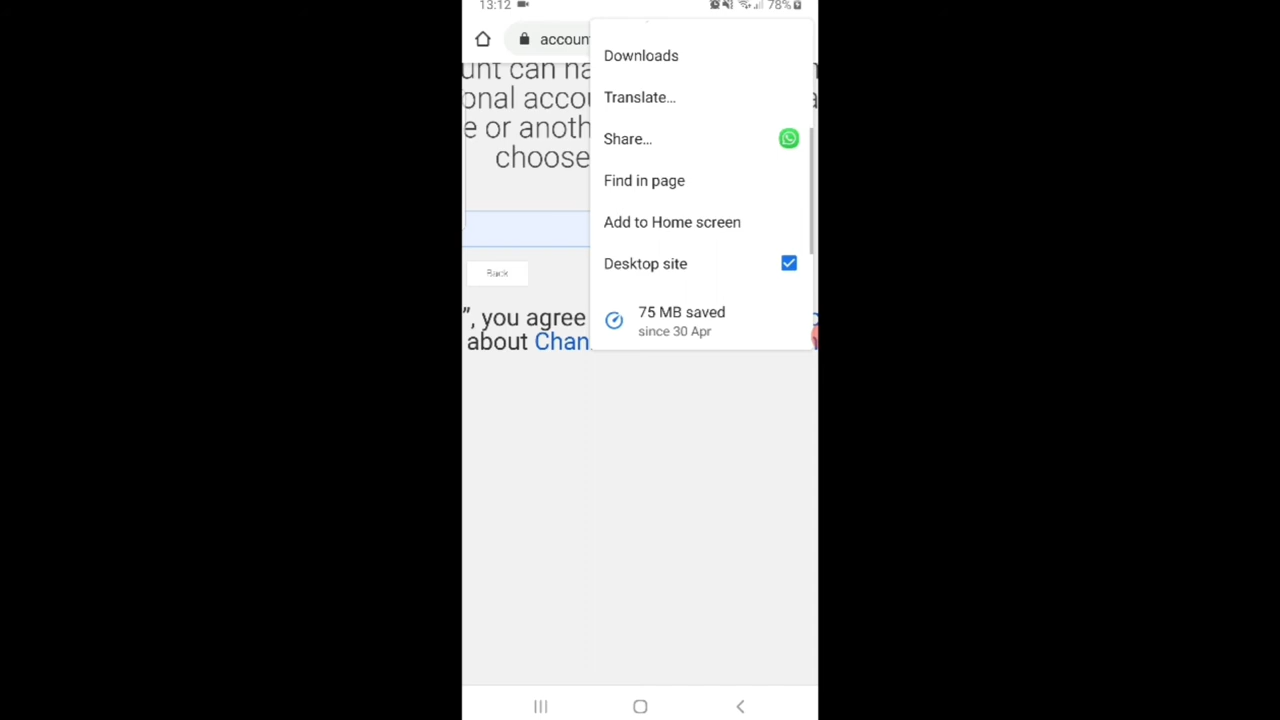 13:12
78%
accoun
Downloads
Translate...
Share...
Find in page
Add to Home screen
Desktop site
75 MB saved
since 30 Apr
unt can ha
onal accou
e or anoth
choose
Back
”, you agree
about Chan